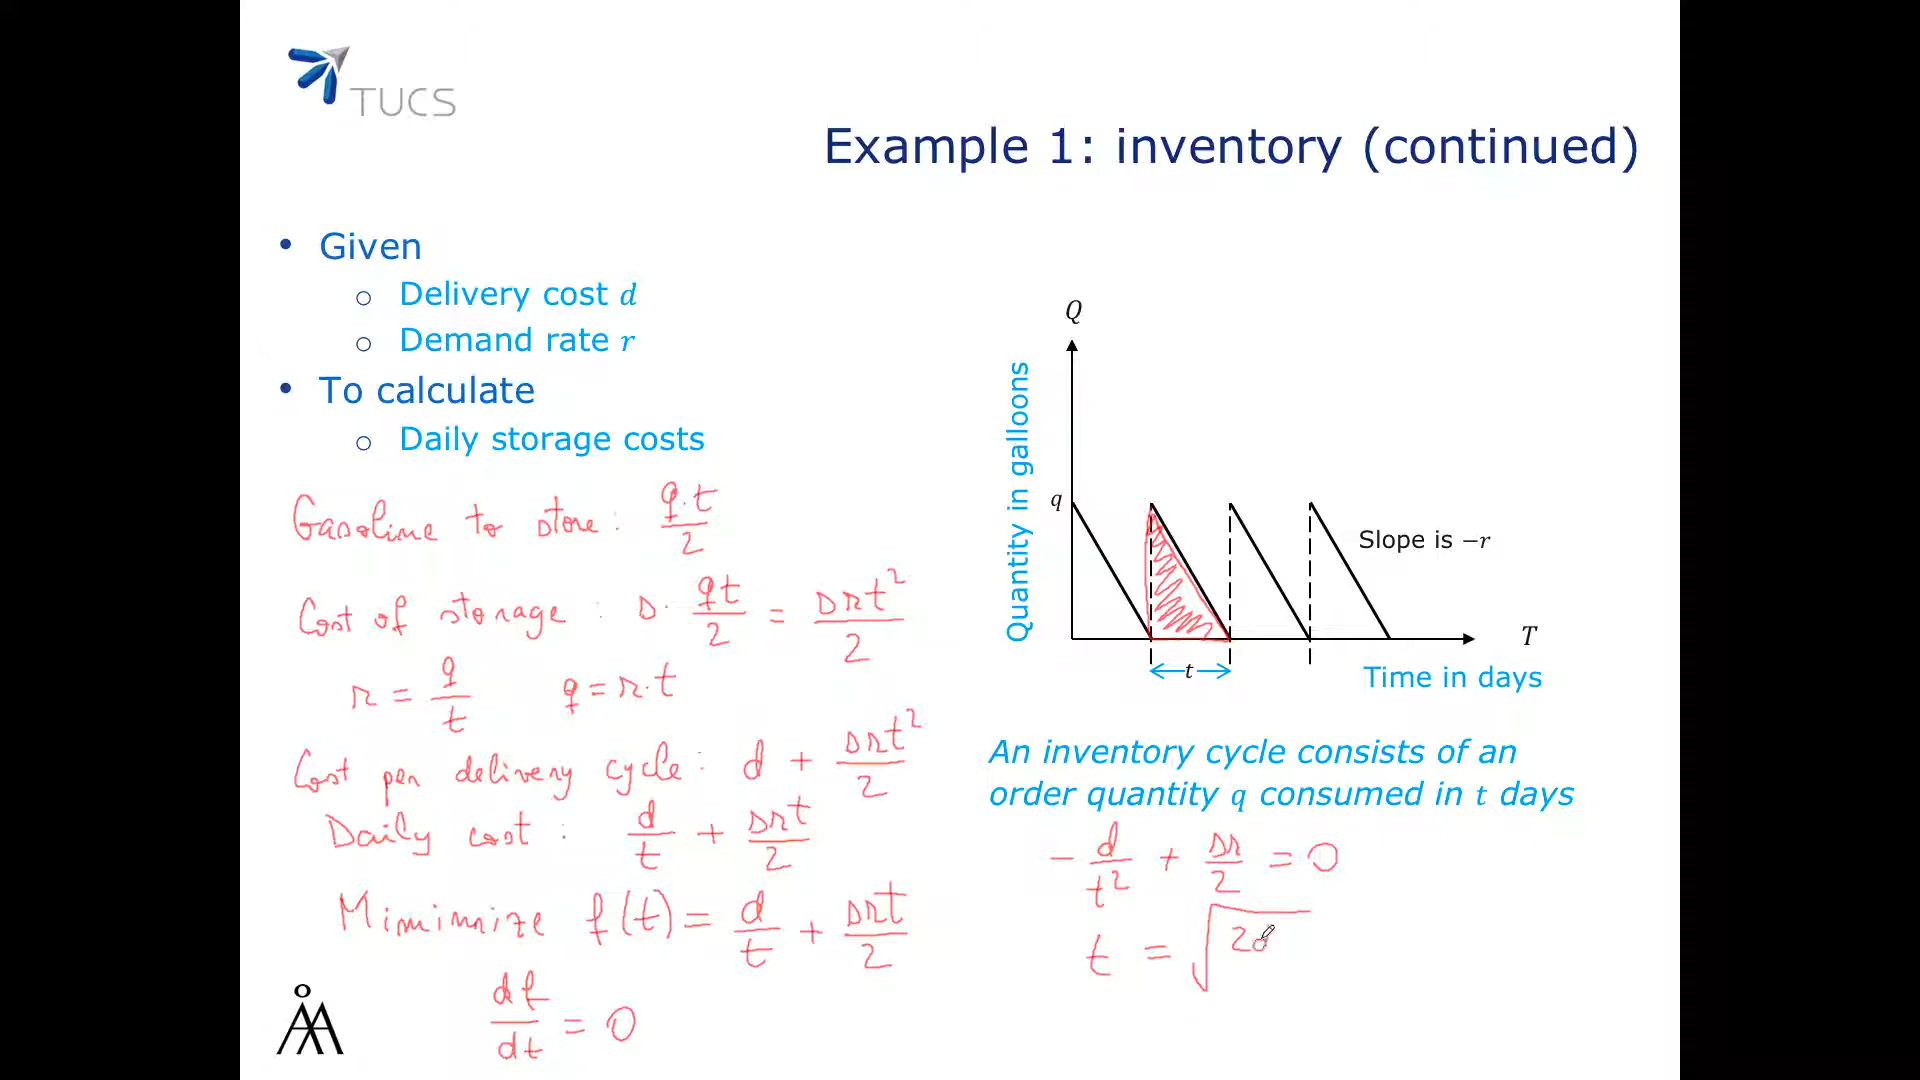 TUCS
Example 1: inventory (continued)
• Given
o Delivery cost d
o Demand rate r
• To calculate
o Daily storage costs
Gasoline to store: q·t/2
Cost of storage: s·qt/2 = srt²/2
r = q/t q = r·t
Cost per delivery cycle: d + srt²/2
Daily cost: d/t + srt/2
Minimize f(t) = d/t + srt/2
df/dt = 0
Q
Quantity in galloons
q
Slope is −r
T
t
Time in days
An inventory cycle consists of an
order quantity q consumed in t days
- d/t² + sr/2 = 0
t = √2d